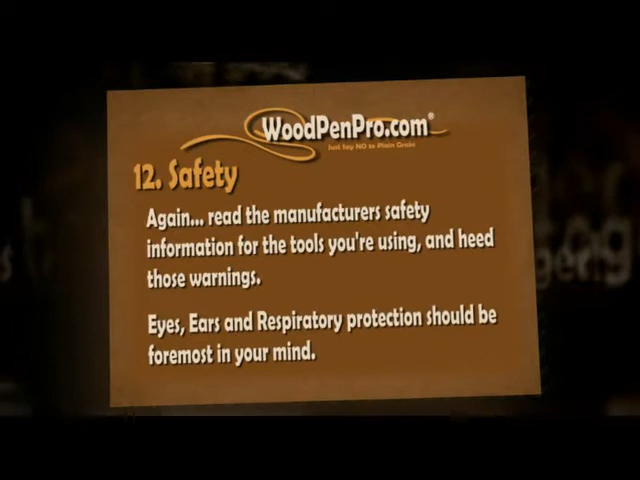 WoodPenPro.com®
Just Say NO to Plain Grain
12. Safety
Again... read the manufacturers safety
information for the tools you're using, and heed
those warnings.
Eyes, Ears and Respiratory protection should be
foremost in your mind.